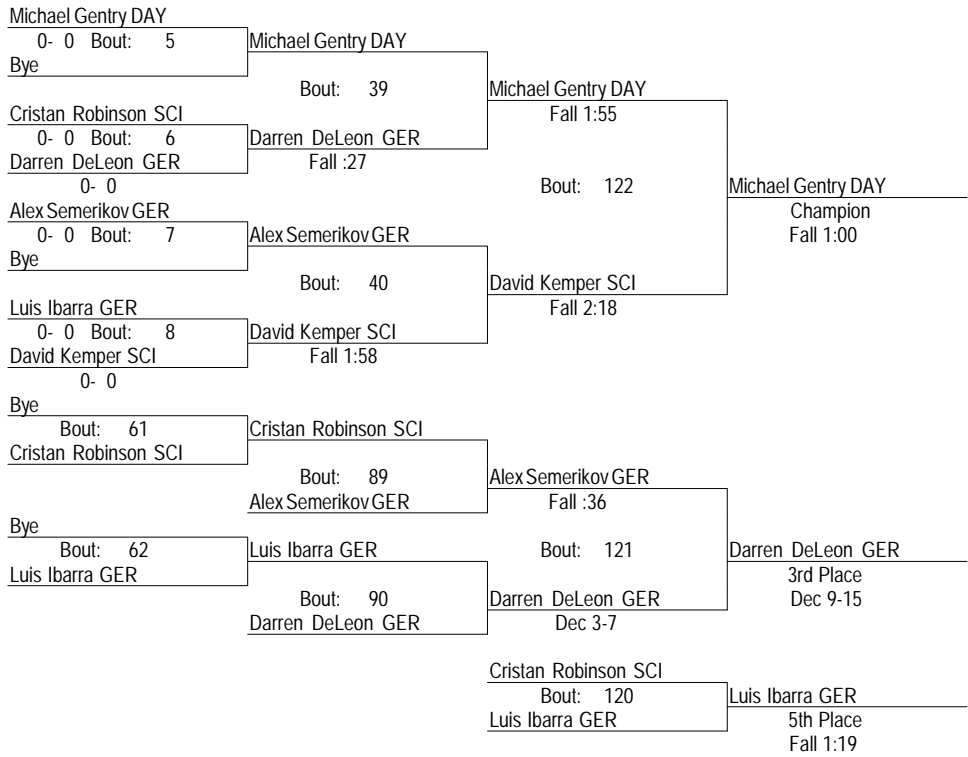 Michael Gentry DAY
0- 0 Bout: 5 Michael Gentry DAY
Bye
Bout: 39 Michael Gentry DAY
Cristan Robinson SCI Fall 1:55
0- 0 Bout: 6 Darren DeLeon GER
Darren DeLeon GER Fall :27
0- 0 Bout: 122 Michael Gentry DAY
Alex Semerikov GER Champion
0- 0 Bout: 7 Alex Semerikov GER Fall 1:00
Bye
Bout: 40 David Kemper SCI
Luis Ibarra GER Fall 2:18
0- 0 Bout: 8 David Kemper SCI
David Kemper SCI Fall 1:58
0- 0
Bye
Bout: 61 Cristan Robinson SCI
Cristan Robinson SCI
Bout: 89 Alex Semerikov GER
Alex Semerikov GER Fall :36
Bye
Bout: 62 Luis Ibarra GER Bout: 121 Darren DeLeon GER
Luis Ibarra GER 3rd Place
Bout: 90 Darren DeLeon GER Dec 9-15
Darren DeLeon GER Dec 3-7
Cristan Robinson SCI
Bout: 120 Luis Ibarra GER
Luis Ibarra GER 5th Place
Fall 1:19